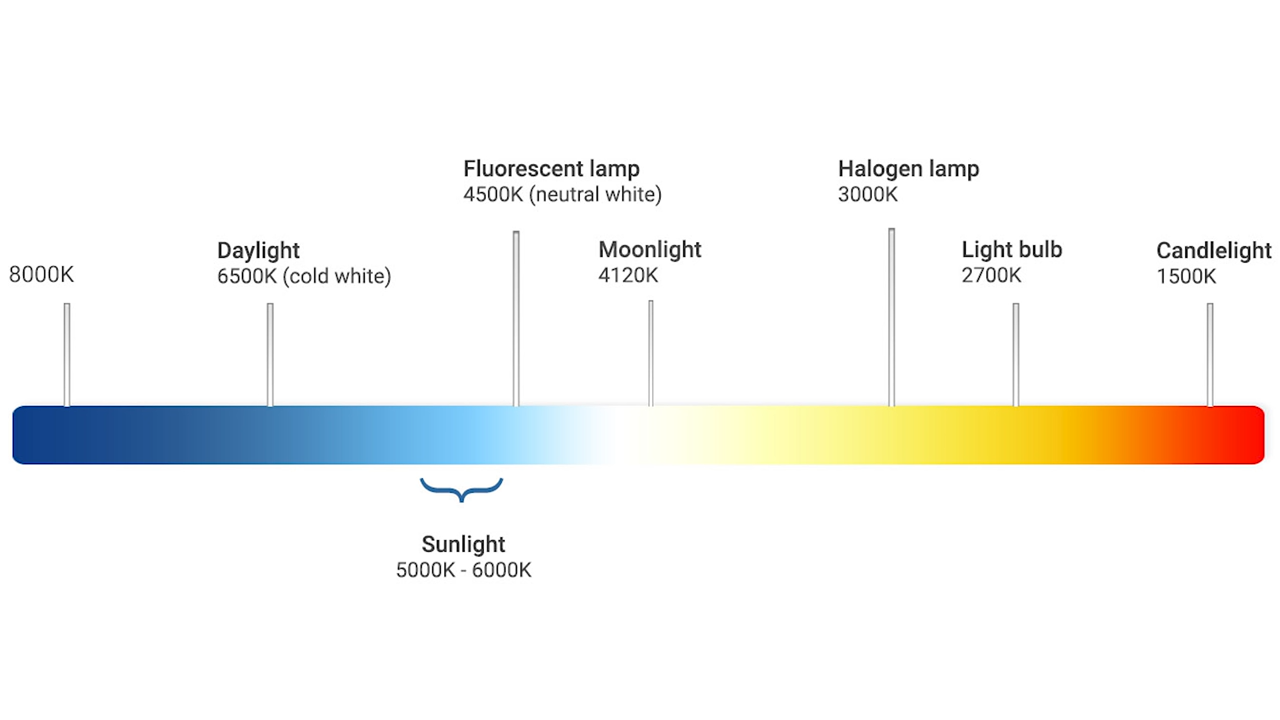 Fluorescent lamp
4500K (neutral white)
Halogen lamp
3000K
8000K
Daylight
6500K (cold white)
Moonlight
4120K
Light bulb
2700K
Candlelight
1500K
Sunlight
5000K - 6000K